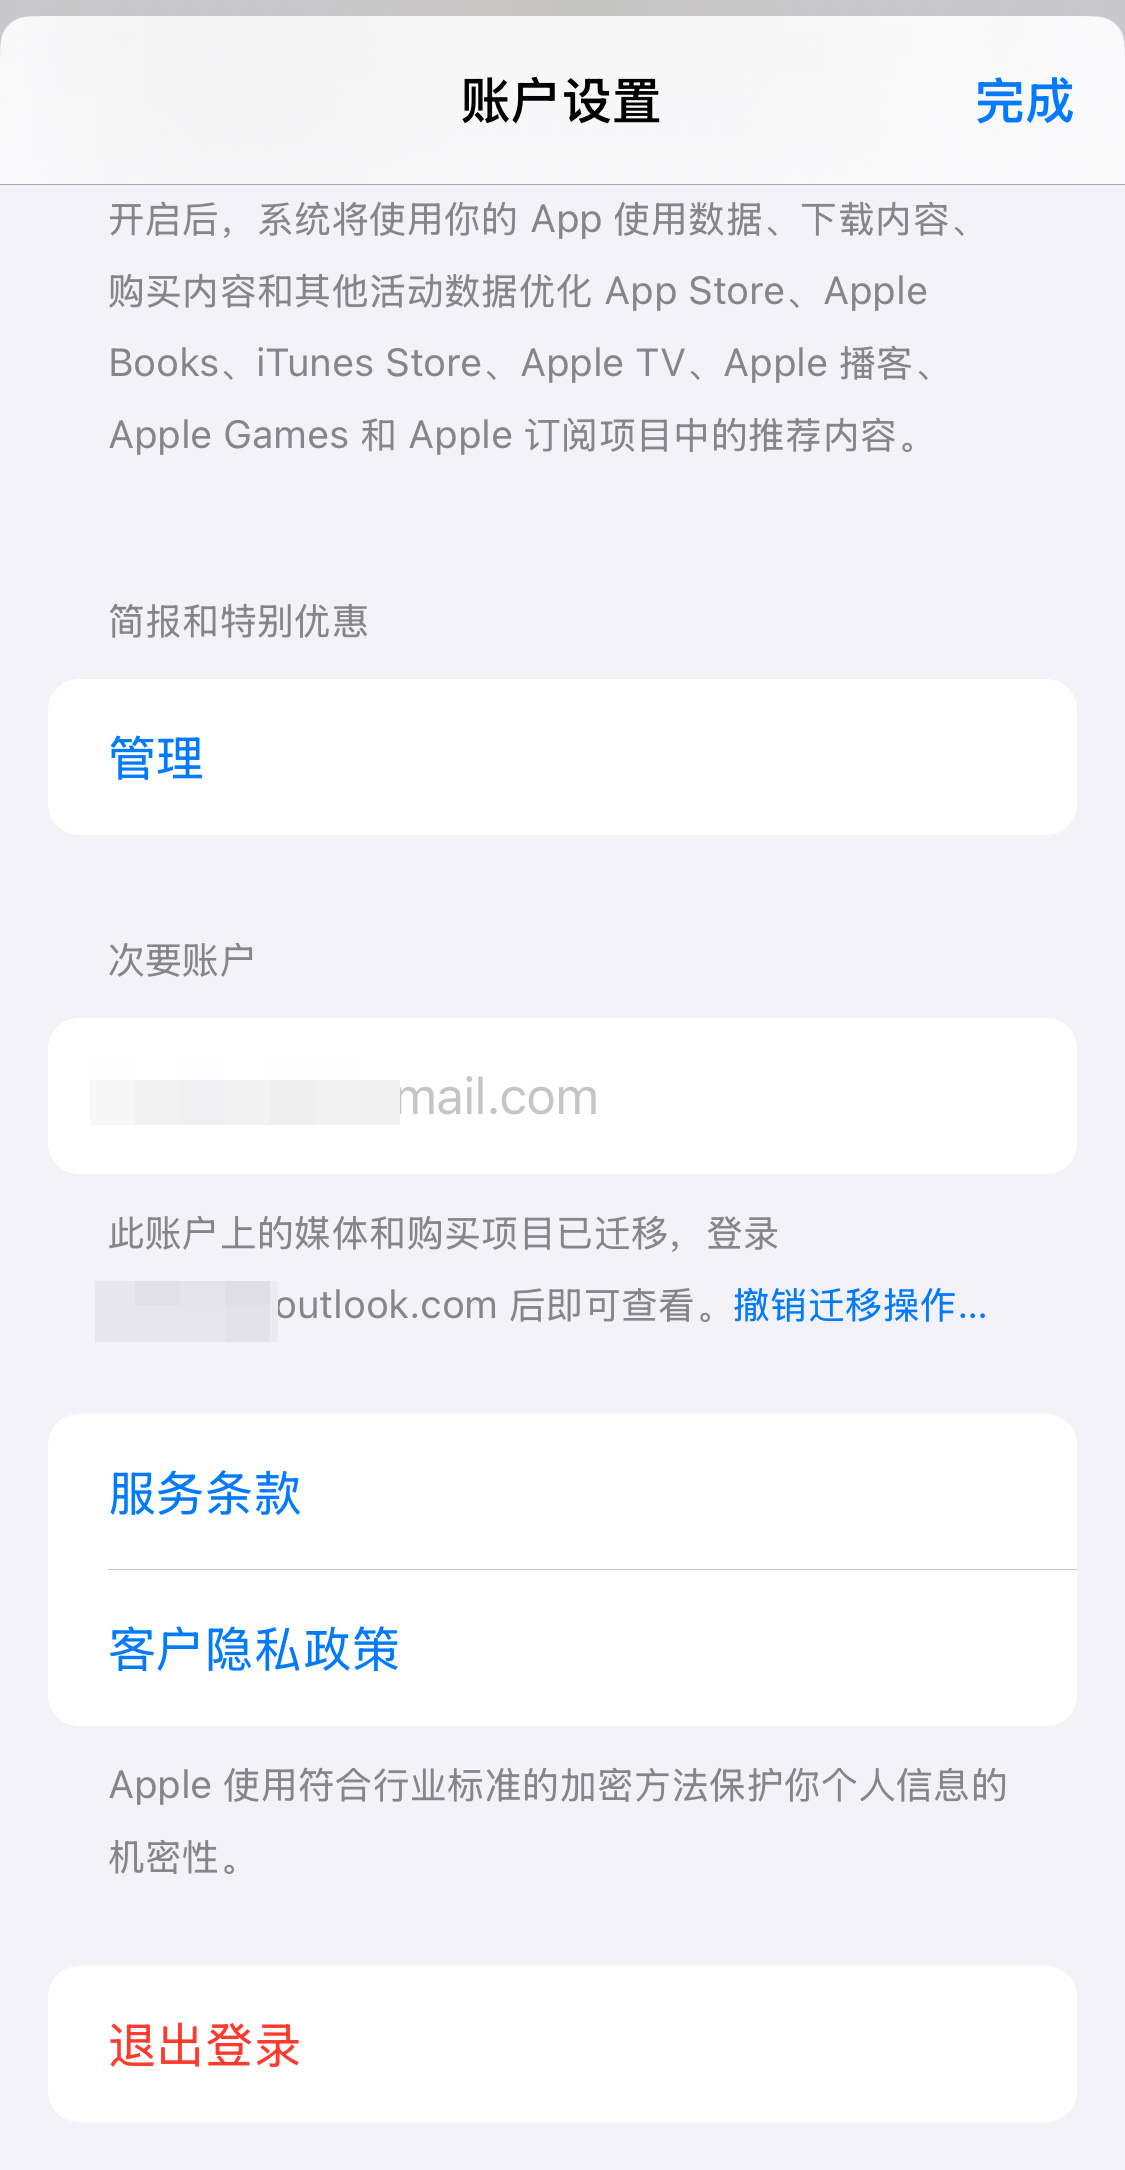 账户设置
完成
开启后，系统将使用你的 App 使用数据、下载内容、
购买内容和其他活动数据优化 App Store、Apple
Books、iTunes Store、Apple TV、Apple 播客、
Apple Games 和 Apple 订阅项目中的推荐内容。
简报和特别优惠
管理
次要账户
mail.com
此账户上的媒体和购买项目已迁移，登录
outlook.com 后即可查看。撤销迁移操作...
服务条款
客户隐私政策
Apple 使用符合行业标准的加密方法保护你个人信息的
机密性。
退出登录